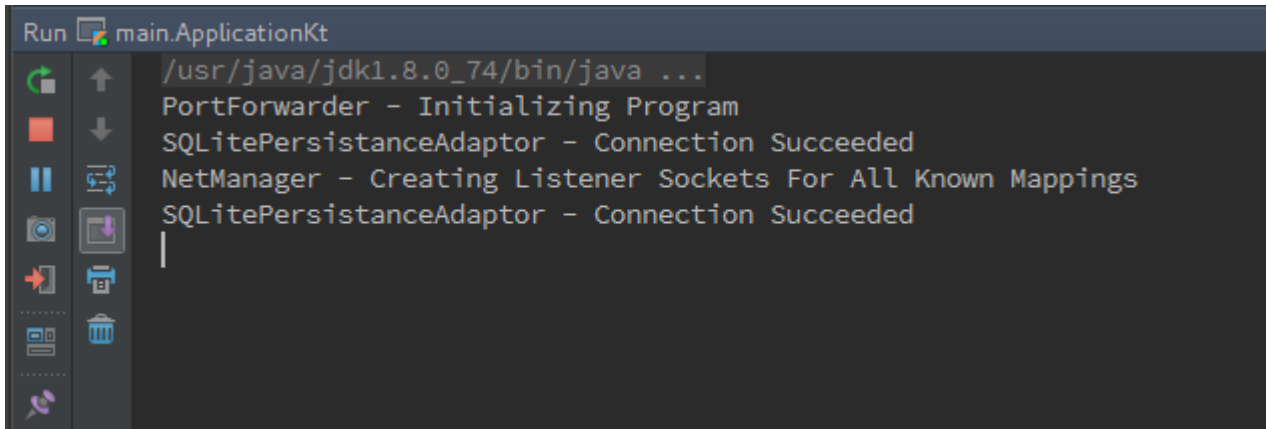 Run main.ApplicationKt
/usr/java/jdk1.8.0_74/bin/java ...
PortForwarder – Initializing Program
SQLitePersistanceAdaptor – Connection Succeeded
NetManager – Creating Listener Sockets For All Known Mappings
SQLitePersistanceAdaptor – Connection Succeeded